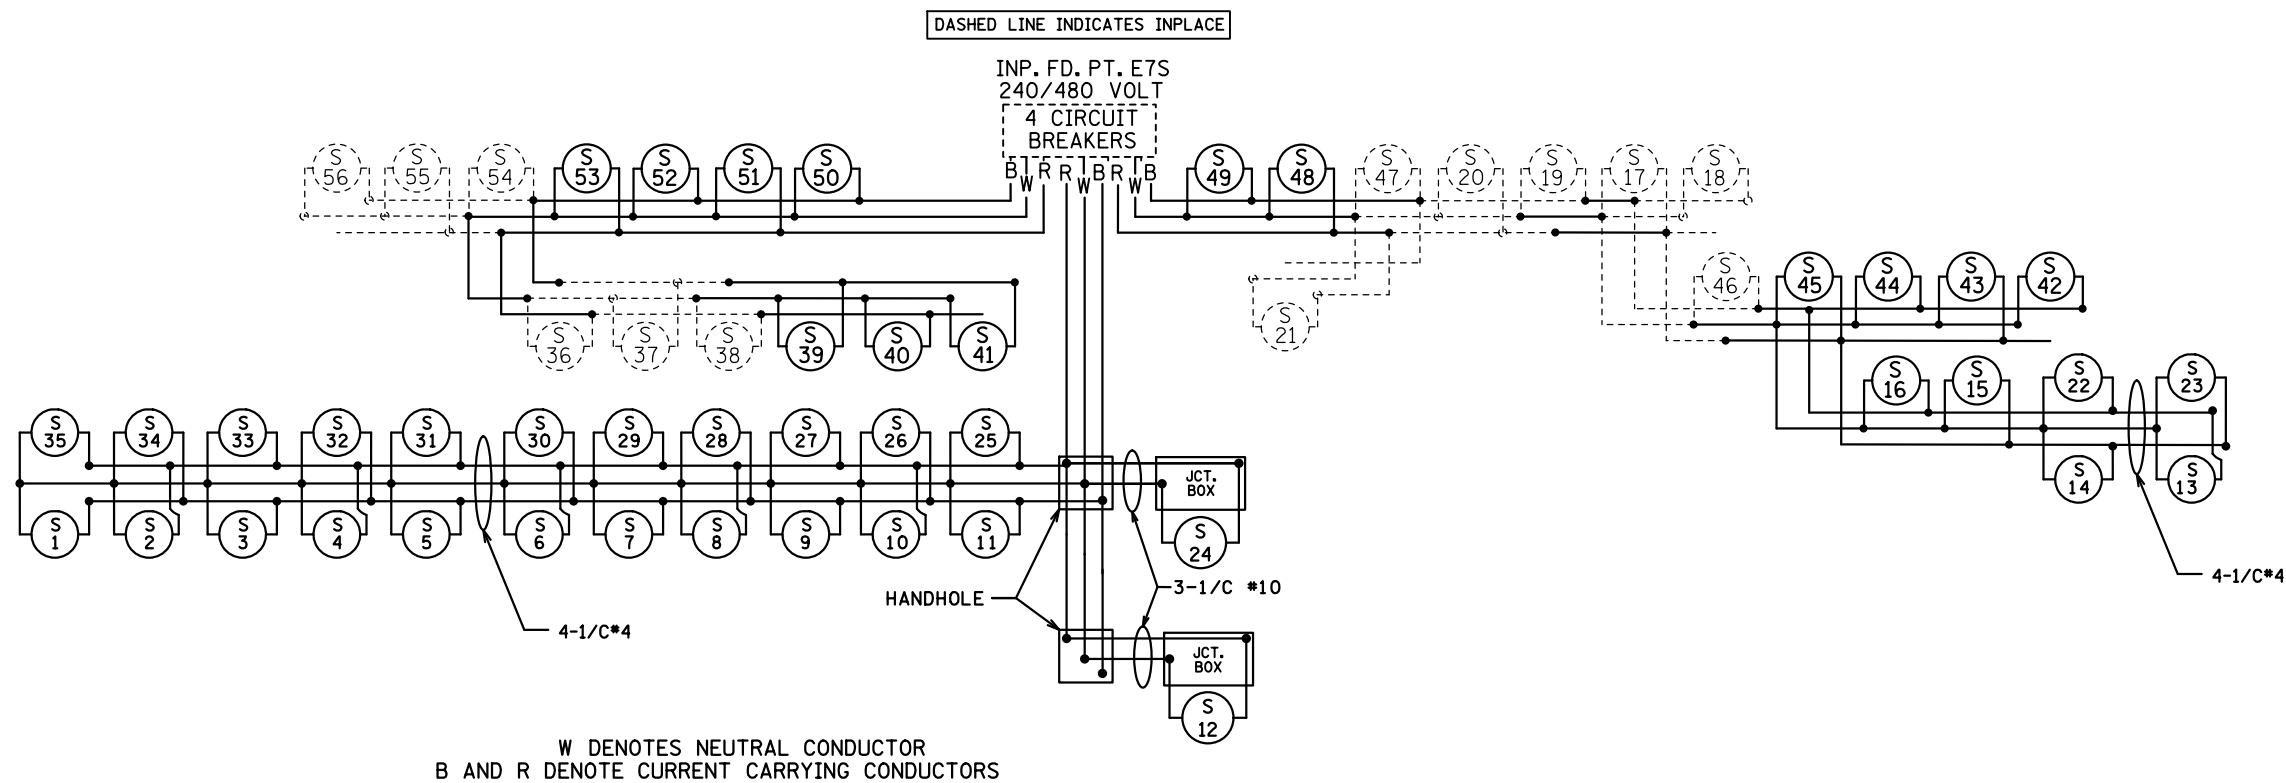 DASHED LINE INDICATES INPLACE
INP. FD. PT. E7S
240/480 VOLT
4 CIRCUIT
BREAKERS
B W R R W B R W B
S 56
S 55
S 54
S 53
S 52
S 51
S 50
S 49
S 48
S 47
S 20
S 19
S 17
S 18
S 46
S 45
S 44
S 43
S 42
S 21
S 36
S 37
S 38
S 39
S 40
S 41
S 16
S 15
S 22
S 23
S 14
S 13
4-1/C#4
S 35
S 34
S 33
S 32
S 31
S 30
S 29
S 28
S 27
S 26
S 25
JCT.
BOX
S 1
S 2
S 3
S 4
S 5
S 6
S 7
S 8
S 9
S 10
S 11
S 24
HANDHOLE
3-1/C #10
4-1/C#4
JCT.
BOX
S 12
W DENOTES NEUTRAL CONDUCTOR
B AND R DENOTE CURRENT CARRYING CONDUCTORS